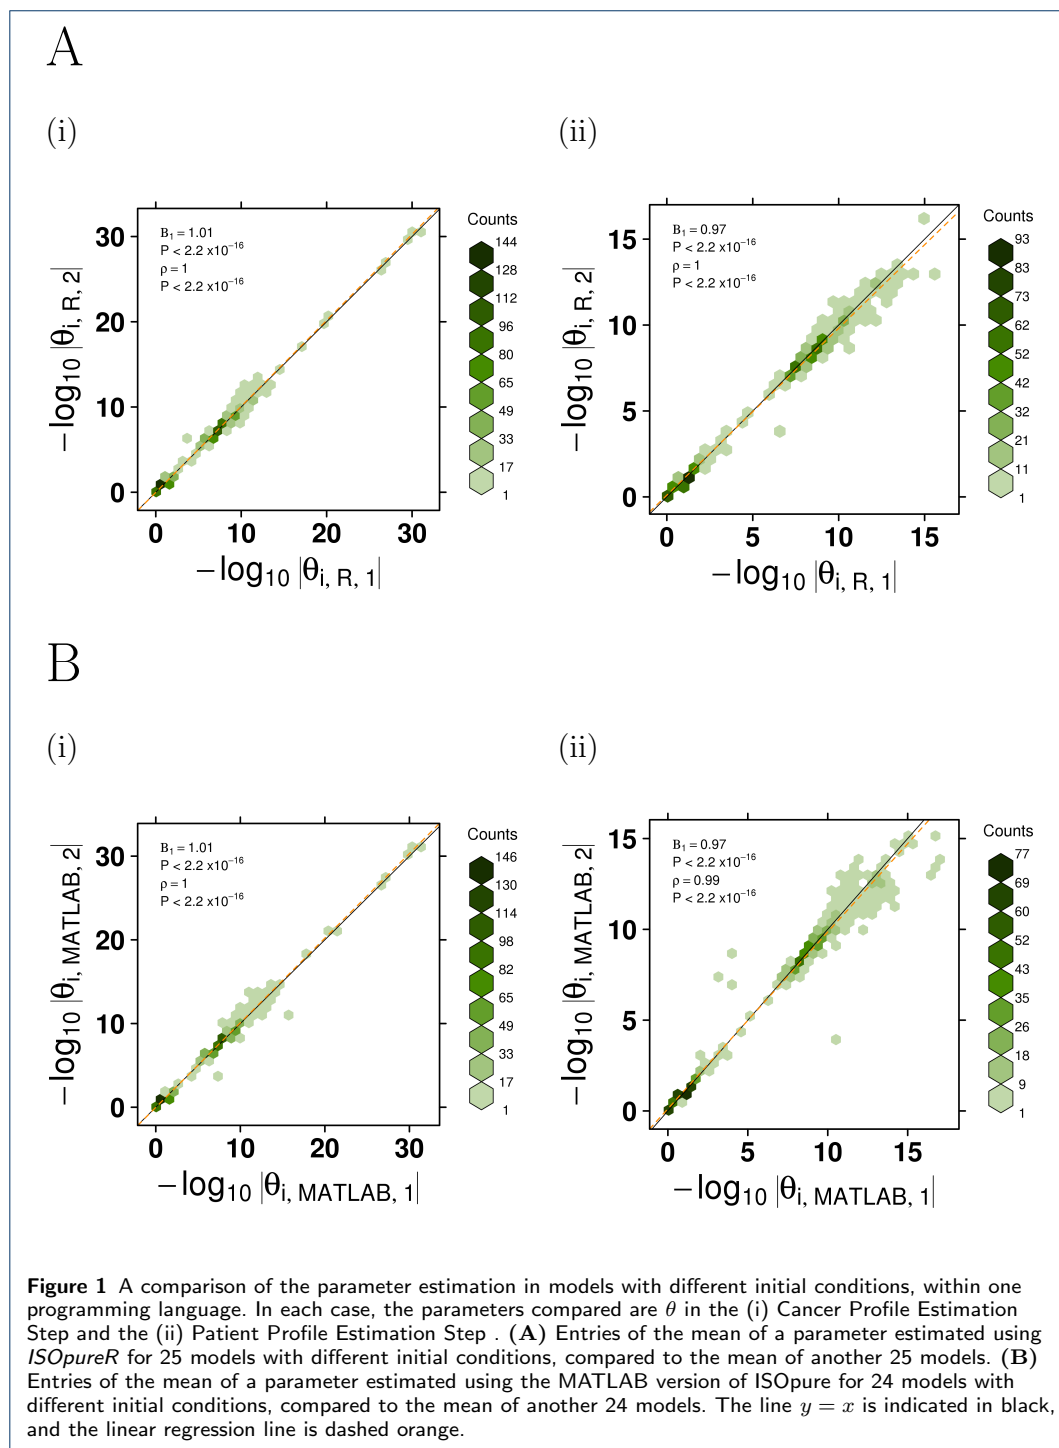 A
(i)
(ii)
B₁ = 1.01
P < 2.2 x10⁻¹⁶
ρ = 1
P < 2.2 x10⁻¹⁶
Counts
144
128
112
96
80
65
49
33
17
1
30
20
10
0
0 10 20 30
−log₁₀ |θi, R, 2|
−log₁₀ |θi, R, 1|
B₁ = 0.97
P < 2.2 x10⁻¹⁶
ρ = 1
P < 2.2 x10⁻¹⁶
Counts
93
83
73
62
52
42
32
21
11
1
15
10
5
0
0 5 10 15
−log₁₀ |θi, R, 2|
−log₁₀ |θi, R, 1|
B
(i)
(ii)
B₁ = 1.01
P < 2.2 x10⁻¹⁶
ρ = 1
P < 2.2 x10⁻¹⁶
Counts
146
130
114
98
82
65
49
33
17
1
30
20
10
0
0 10 20 30
−log₁₀ |θi, MATLAB, 2|
−log₁₀ |θi, MATLAB, 1|
B₁ = 0.97
P < 2.2 x10⁻¹⁶
ρ = 0.99
P < 2.2 x10⁻¹⁶
Counts
77
69
60
52
43
35
26
18
9
1
15
10
5
0
0 5 10 15
−log₁₀ |θi, MATLAB, 2|
−log₁₀ |θi, MATLAB, 1|
Figure 1 A comparison of the parameter estimation in models with different initial conditions, within one
programming language. In each case, the parameters compared are θ in the (i) Cancer Profile Estimation
Step and the (ii) Patient Profile Estimation Step . (A) Entries of the mean of a parameter estimated using
ISOpureR for 25 models with different initial conditions, compared to the mean of another 25 models. (B)
Entries of the mean of a parameter estimated using the MATLAB version of ISOpure for 24 models with
different initial conditions, compared to the mean of another 24 models. The line y = x is indicated in black,
and the linear regression line is dashed orange.